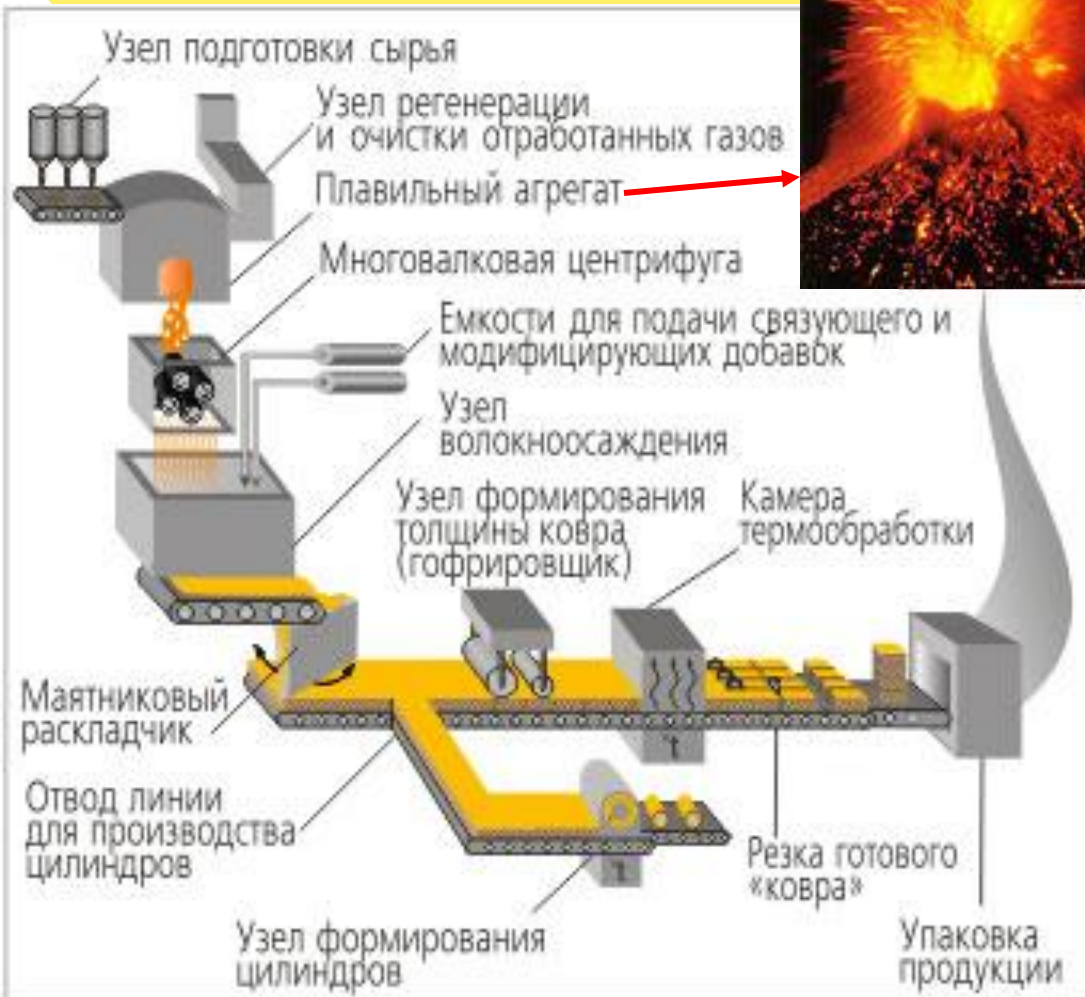 Узел подготовки сырья
Узел регенерации
и очистки отработанных газов
Плавильный агрегат
Многовалковая центрифуга
Емкости для подачи связующего и
модифицирующих добавок
Узел
волокноосаждения
Узел формирования
толщины ковра
(гофрировщик)
Камера
термообработки
Маятниковый
раскладчик
Отвод линии
для производства
цилиндров
t
t
Резка готового
«ковра»
Узел формирования
цилиндров
Упаковка
продукции